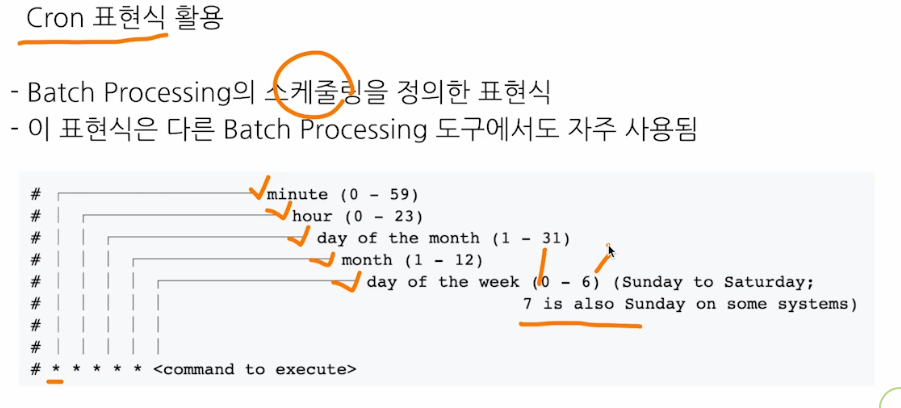 Cron 표현식 활용
- Batch Processing의 스케줄링을 정의한 표현식
- 이 표현식은 다른 Batch Processing 도구에서도 자주 사용됨
# minute (0 - 59)
# hour (0 - 23)
# day of the month (1 - 31)
# month (1 - 12)
# day of the week (0 - 6) (Sunday to Saturday;
# 7 is also Sunday on some systems)
#
#
# * * * * * <command to execute>